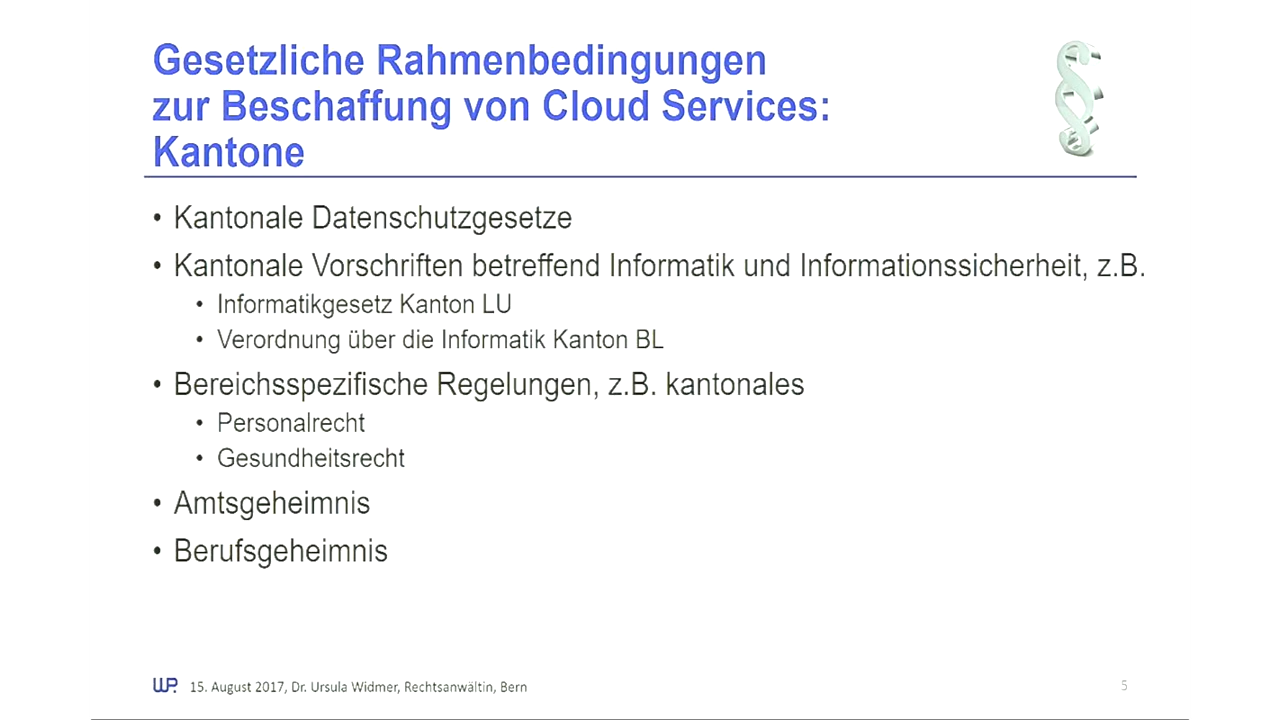 Gesetzliche Rahmenbedingungen
zur Beschaffung von Cloud Services:
Kantone
• Kantonale Datenschutzgesetze
• Kantonale Vorschriften betreffend Informatik und Informationssicherheit, z.B.
• Informatikgesetz Kanton LU
• Verordnung über die Informatik Kanton BL
• Bereichsspezifische Regelungen, z.B. kantonales
• Personalrecht
• Gesundheitsrecht
• Amtsgeheimnis
• Berufsgeheimnis
WP. 15. August 2017, Dr. Ursula Widmer, Rechtsanwältin, Bern
5